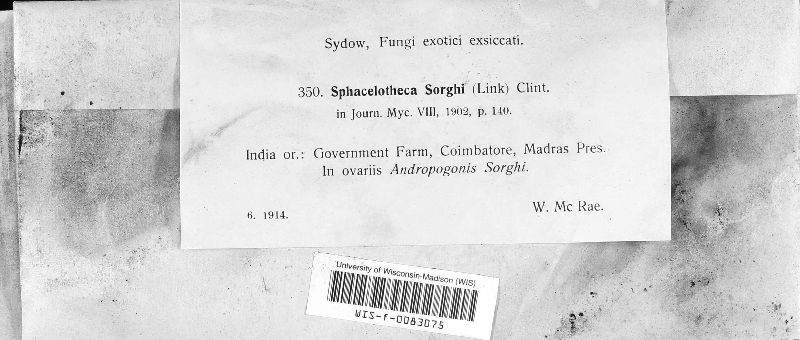 Sydow, Fungi exotici exsiccati.
350. Sphacelotheca Sorghi (Link) Clint.
in Journ. Myc. VIII, 1902, p. 140.
India or.: Government Farm, Coimbatore, Madras Pres.
In ovariis Andropogonis Sorghi.
6. 1914.
W. Mc Rae.
University of Wisconsin-Madison (WIS)
WIS-f-0083075